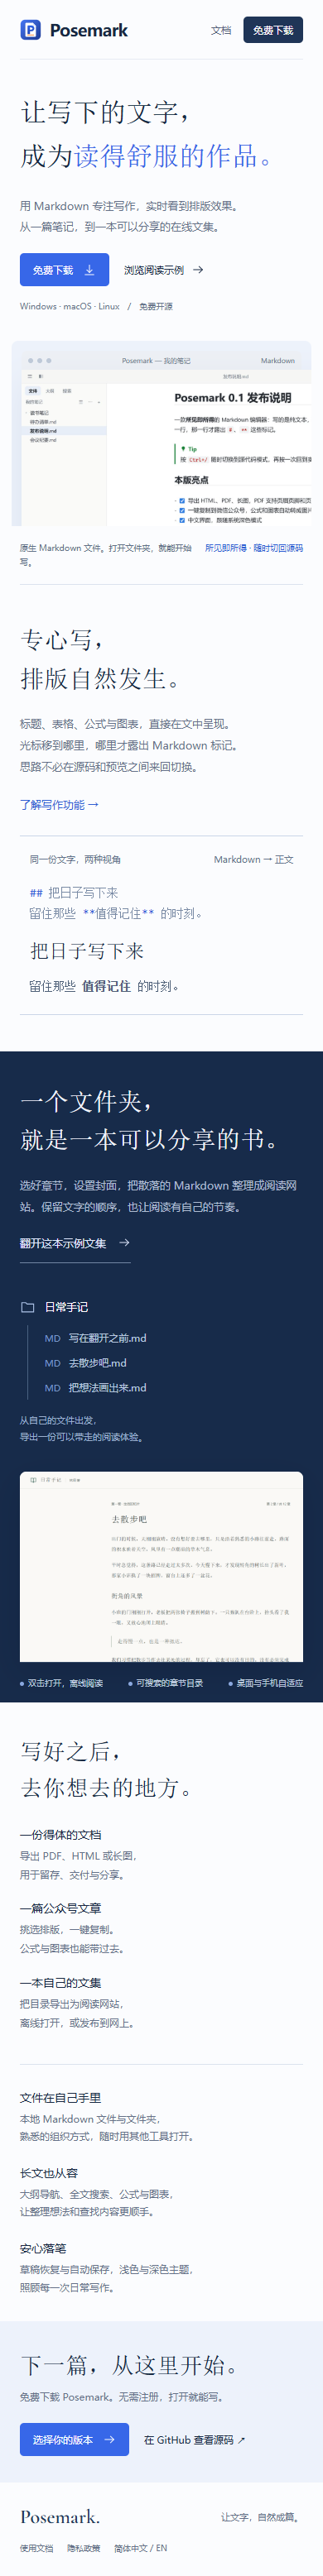 Posemark
文档
免费下载
让写下的文字，
成为读得舒服的作品。
用 Markdown 专注写作，实时看到排版效果。
从一篇笔记，到一本可以分享的在线文集。
免费下载
浏览阅读示例 →
Windows · macOS · Linux / 免费开源
Posemark — 我的笔记
Markdown
发布说明.md
文件 大纲 搜索
Posemark 0.1 发布说明
会议纪要.md
Tip
本版亮点
原生 Markdown 文件。打开文件夹，就能开始
写。
所见即所得 · 随时切回源码
专心写，
排版自然发生。
标题、表格、公式与图表，直接在文中呈现。
光标移到哪里，哪里才露出 Markdown 标记。
思路不必在源码和预览之间来回切换。
了解写作功能 →
同一份文字，两种视角
Markdown → 正文
## 把日子写下来
留住那些 **值得记住** 的时刻。
把日子写下来
留住那些 值得记住 的时刻。
一个文件夹，
就是一本可以分享的书。
选好章节，设置封面，把散落的 Markdown 整理成阅读网
站。保留文字的顺序，也让阅读有自己的节奏。
翻开这本示例文集 →
日常手记
MD 写在翻开之前.md
MD 去散步吧.md
MD 把想法画出来.md
从自己的文件出发，
导出一份可以带走的阅读体验。
日常手记
去散步吧
双击打开，离线阅读
可搜索的章节目录
桌面与手机自适应
写好之后，
去你想去的地方。
一份得体的文档
导出 PDF、HTML 或长图，
用于留存、交付与分享。
一篇公众号文章
挑选排版，一键复制。
公式与图表也能带过去。
一本自己的文集
把目录导出为阅读网站，
离线打开，或发布到网上。
文件在自己手里
本地 Markdown 文件与文件夹，
熟悉的组织方式，随时用其他工具打开。
长文也从容
大纲导航、全文搜索、公式与图表，
让整理想法和查找内容更顺手。
安心落笔
草稿恢复与自动保存，浅色与深色主题，
照顾每一次日常写作。
下一篇，从这里开始。
免费下载 Posemark。无需注册，打开就能写。
选择你的版本 →
在 GitHub 查看源码 ↗
Posemark.
让文字，自然成篇。
使用文档
隐私政策
简体中文 / EN